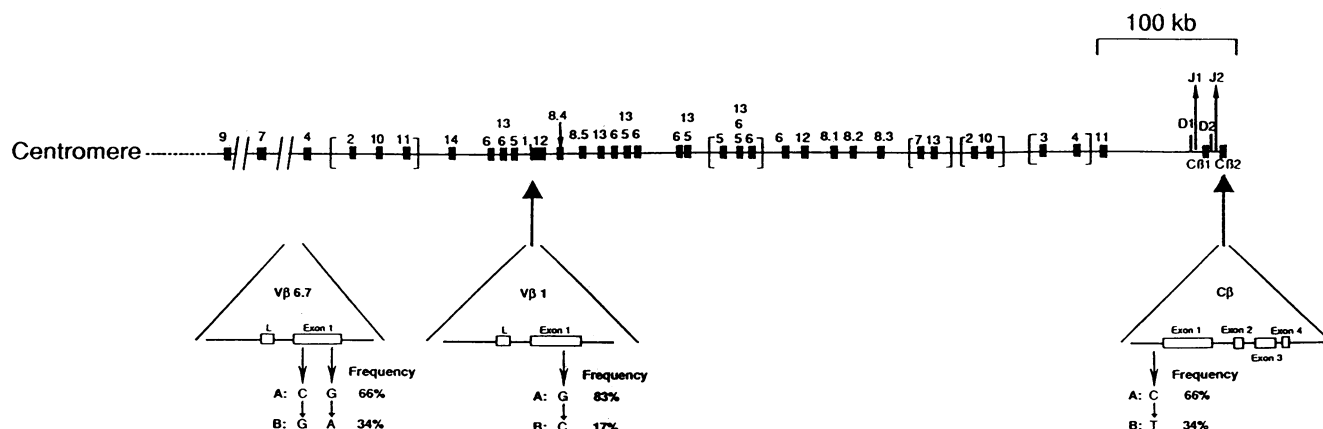 100 kb
J1 J2
13
13 13 13 6 D1 D2
8.4
9 7 4 2 10 11 14 6 6 5 1 12 8.5 13 6 5 6 6 5 5 5 6 6 12 8.1 8.2 8.3 7 13 2 10 3 4 11
Centromere
Cß1 Cß2
Vβ 6.7 Vβ 1 Cβ
L Exon 1 L Exon 1 Exon 1 Exon 2 Exon 3 Exon 4
Frequency Frequency Frequency
A: C G 66% A: G 83% A: C 66%
B: G A 34% B: C 17% B: T 34%